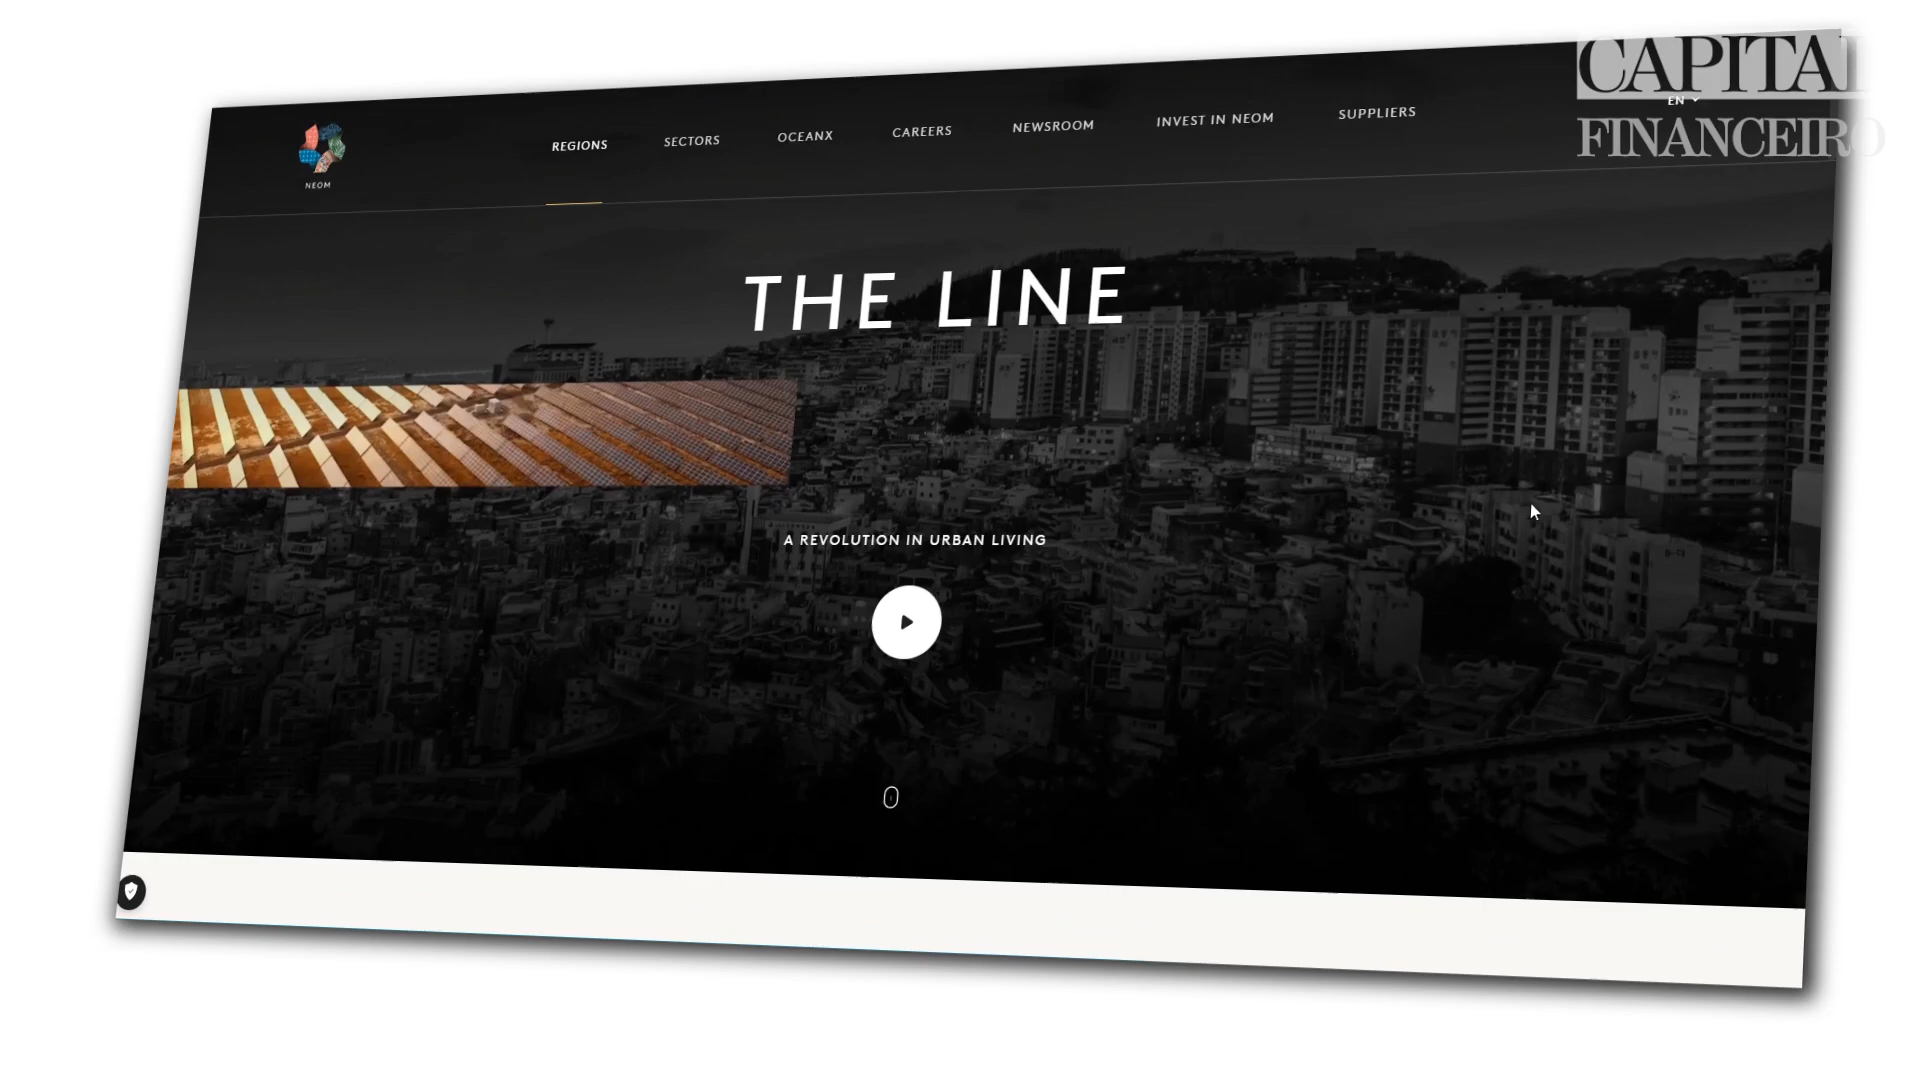 CAPITAL
FINANCEIRO
EN
NEOM
REGIONS
SECTORS
OCEANX
CAREERS
NEWSROOM
INVEST IN NEOM
SUPPLIERS
THE LINE
A REVOLUTION IN URBAN LIVING